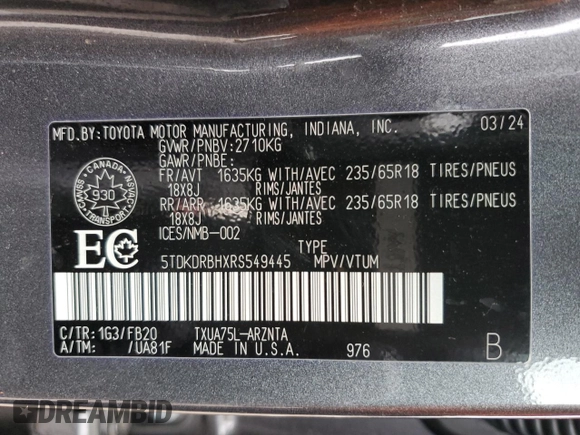 MFD.BY:TOYOTA MOTOR MANUFACTURING, INDIANA, INC. 03/24
GVWR/PNBV:2710KG
GAWR/PNBE:
FR/AVT 1635KG WITH/AVEC 235/65R18 TIRES/PNEUS
18X8J RIMS/JANTES
RR/ARR 1635KG WITH/AVEC 235/65R18 TIRES/PNEUS
18X8J RIMS/JANTES
ICES/NMB-002
CANADA
930
TRANSPORT
EC
TYPE
5TDKDRBHXRS549445 MPV/VTUM
C/TR: 1G3/FB20 TXUA75L-ARZNTA
A/TM: /UA81F MADE IN U.S.A. 976 B
DREAMBID